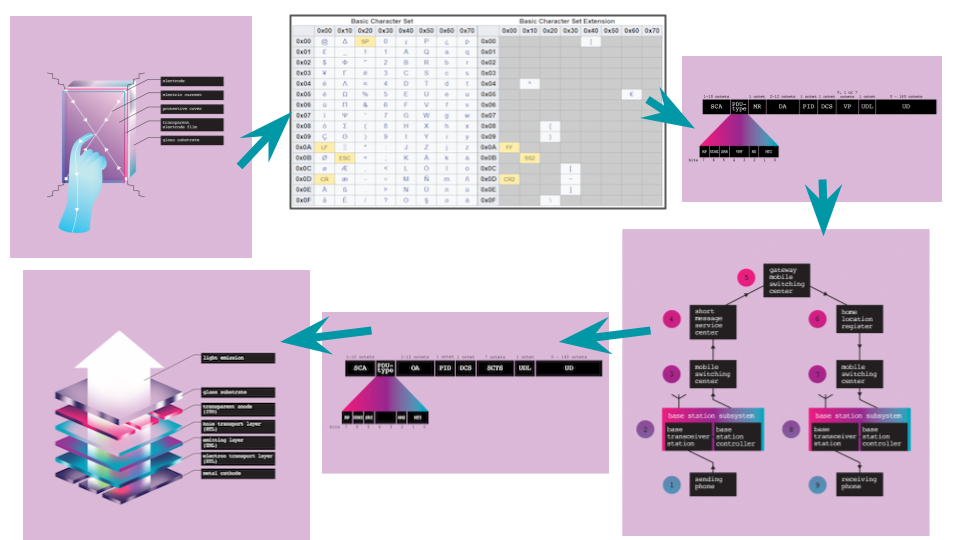 electrode
electric current
protective cover
transparent
electrode film
glass substrate
Basic Character Set
Basic Character Set Extension
0x00 0x10 0x20 0x30 0x40 0x50 0x60 0x70
0x00 0x10 0x20 0x30 0x40 0x50 0x60 0x70
0x00 @ Δ SP 0 ¡ P ¿ p
0x00 |
0x01 £ _ ! 1 A Q a q
0x01
0x02 $ Φ " 2 B R b r
0x02
0x03 ¥ Γ # 3 C S c s
0x03
0x04 è Λ ¤ 4 D T d t
0x04 ^
0x05 é Ω % 5 E U e u
0x05 €
0x06 ù Π & 6 F V f v
0x06
0x07 ì Ψ ' 7 G W g w
0x07
0x08 ò Σ ( 8 H X h x
0x08 {
0x09 Ç Θ ) 9 I Y i y
0x09 }
0x0A LF Ξ * : J Z j z
0x0A FF
0x0B Ø ESC + ; K Ä k ä
0x0B SS2
0x0C ø Æ , < L Ö l ö
0x0C [
0x0D CR æ - = M Ñ m ñ
0x0D CR2 ~
0x0E Å ß . > N Ü n ü
0x0E ]
0x0F å É / ? O § o à
0x0F \
0, 1 or 7
1-10 octets 1 octet 2-12 octets 1 octet 1 octet octets 1 octet 0 - 140 octets
SCA PDU-type MR DA PID DCS VP UDL UD
RP UDHI SRR VPF RD MTI
bits 7 6 5 4 3 2 1 0
5
gateway
mobile
switching
center
4
short
message
service
center
6
home
location
register
3
mobile
switching
center
7
mobile
switching
center
base station subsystem
base station subsystem
2
base
transceiver
station
base
station
controller
8
base
transceiver
station
base
station
controller
1
sending
phone
9
receiving
phone
1-10 octets 2-12 octets 1 octet 1 octet 7 octets 1 octet 0 - 140 octets
SCA PDU-type OA PID DCS SCTS UDL UD
RP UDHI SRI MMS MTI
bits 7 6 5 4 3 2 1 0
light emission
glass substrate
transparent anode
(ITO)
hole transport layer
(HTL)
emitting layer
(EML)
electron transport layer
(ETL)
metal cathode